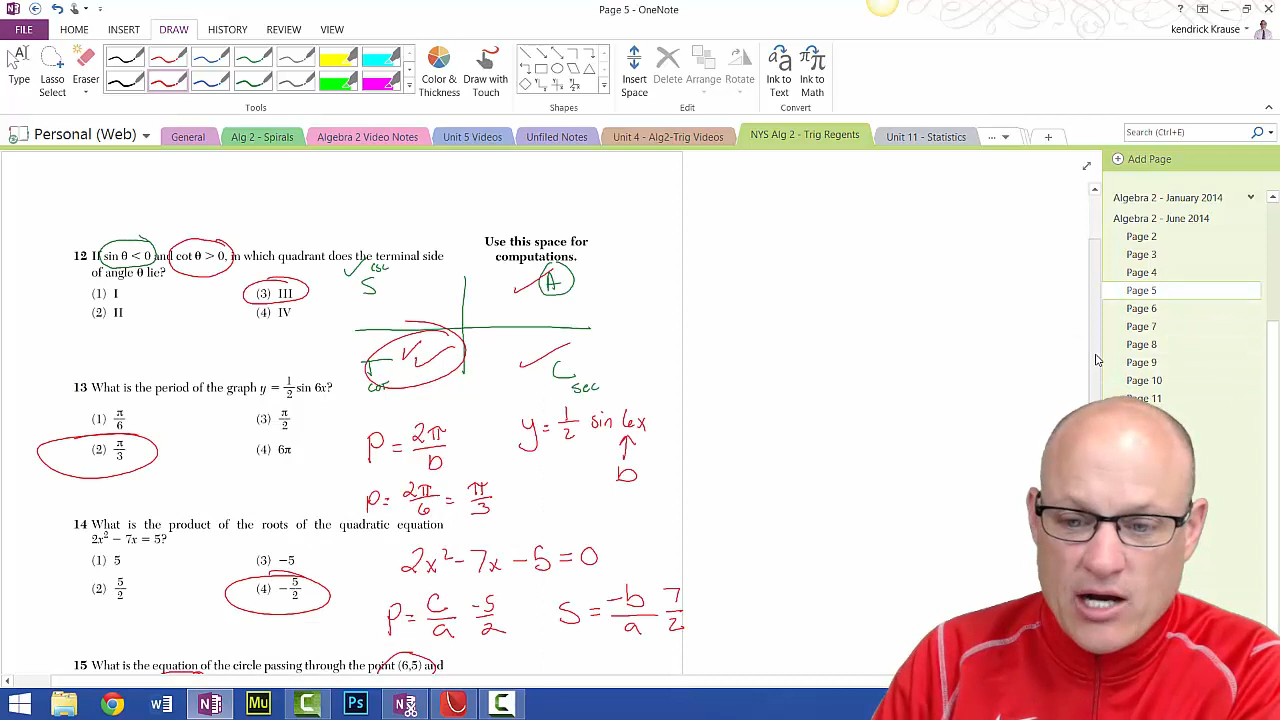 Page 5 - OneNote
FILE HOME INSERT DRAW HISTORY REVIEW VIEW
kendrick Krause
Type
Lasso Select
Eraser
Color & Thickness
Draw with Touch
Insert Space
Delete
Arrange
Rotate
Ink to Text
Ink to Math
Tools
Shapes
Edit
Convert
Personal (Web)
General
Alg 2 - Spirals
Algebra 2 Video Notes
Unit 5 Videos
Unfiled Notes
Unit 4 - Alg2-Trig Videos
NYS Alg 2 - Trig Regents
Unit 11 - Statistics
Search (Ctrl+E)
Add Page
Algebra 2 - January 2014
Algebra 2 - June 2014
Page 2
Page 3
Page 4
Page 5
Page 6
Page 7
Page 8
Page 9
Page 10
Page 11
Use this space for
computations.
12 If sin θ < 0 and cot θ > 0, in which quadrant does the terminal side
of angle θ lie?
(1) I (3) III
(2) II (4) IV
S csc
A
T cot
C sec
13 What is the period of the graph y = 1/2 sin 6x?
(1) π/6 (3) π/2
(2) π/3 (4) 6π
P = 2π/b
y = 1/2 sin 6x
b
P = 2π/6 = π/3
14 What is the product of the roots of the quadratic equation
2x² − 7x = 5?
(1) 5 (3) −5
(2) 5/2 (4) −5/2
2x² - 7x - 5 = 0
P = c/a -5/2
S = -b/a 7/2
15 What is the equation of the circle passing through the point (6,5) and
W
Mu
Ps